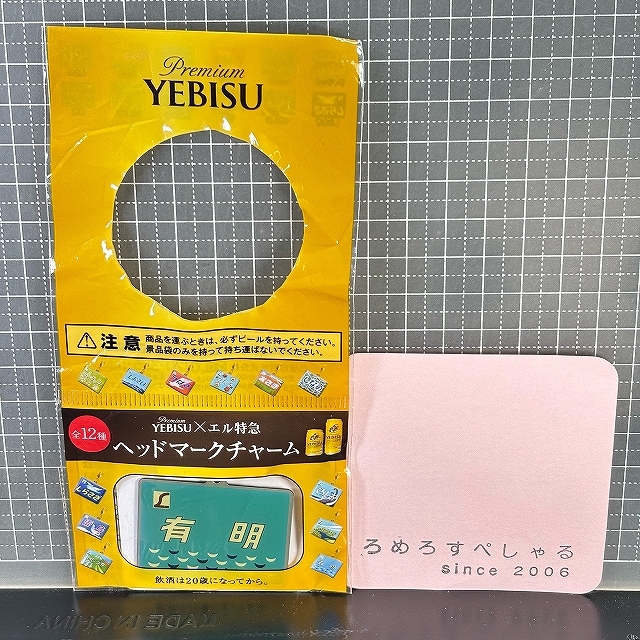 Premium
YEBISU
注意
商品を運ぶときは、必ずビールを持ってください。
景品袋のみを持って持ち運ばないでください。
全12種
Premium
YEBISU×エル特急
ヘッドマークチャーム
有明
飲酒は20歳になってから。
ろめろすぺしゃる
since 2006
MADE IN CHINA